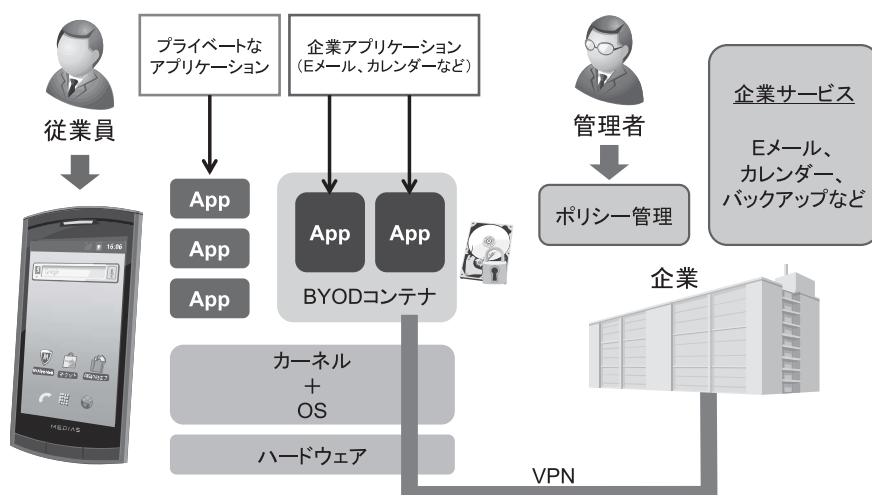 プライベートな
アプリケーション
企業アプリケーション
(Eメール、カレンダーなど)
従業員
管理者
企業サービス
Eメール、
カレンダー、
バックアップなど
App
App
App
App
App
BYODコンテナ
ポリシー管理
企業
16:06
Google
MEDIAS
カーネル
+
OS
ハードウェア
VPN